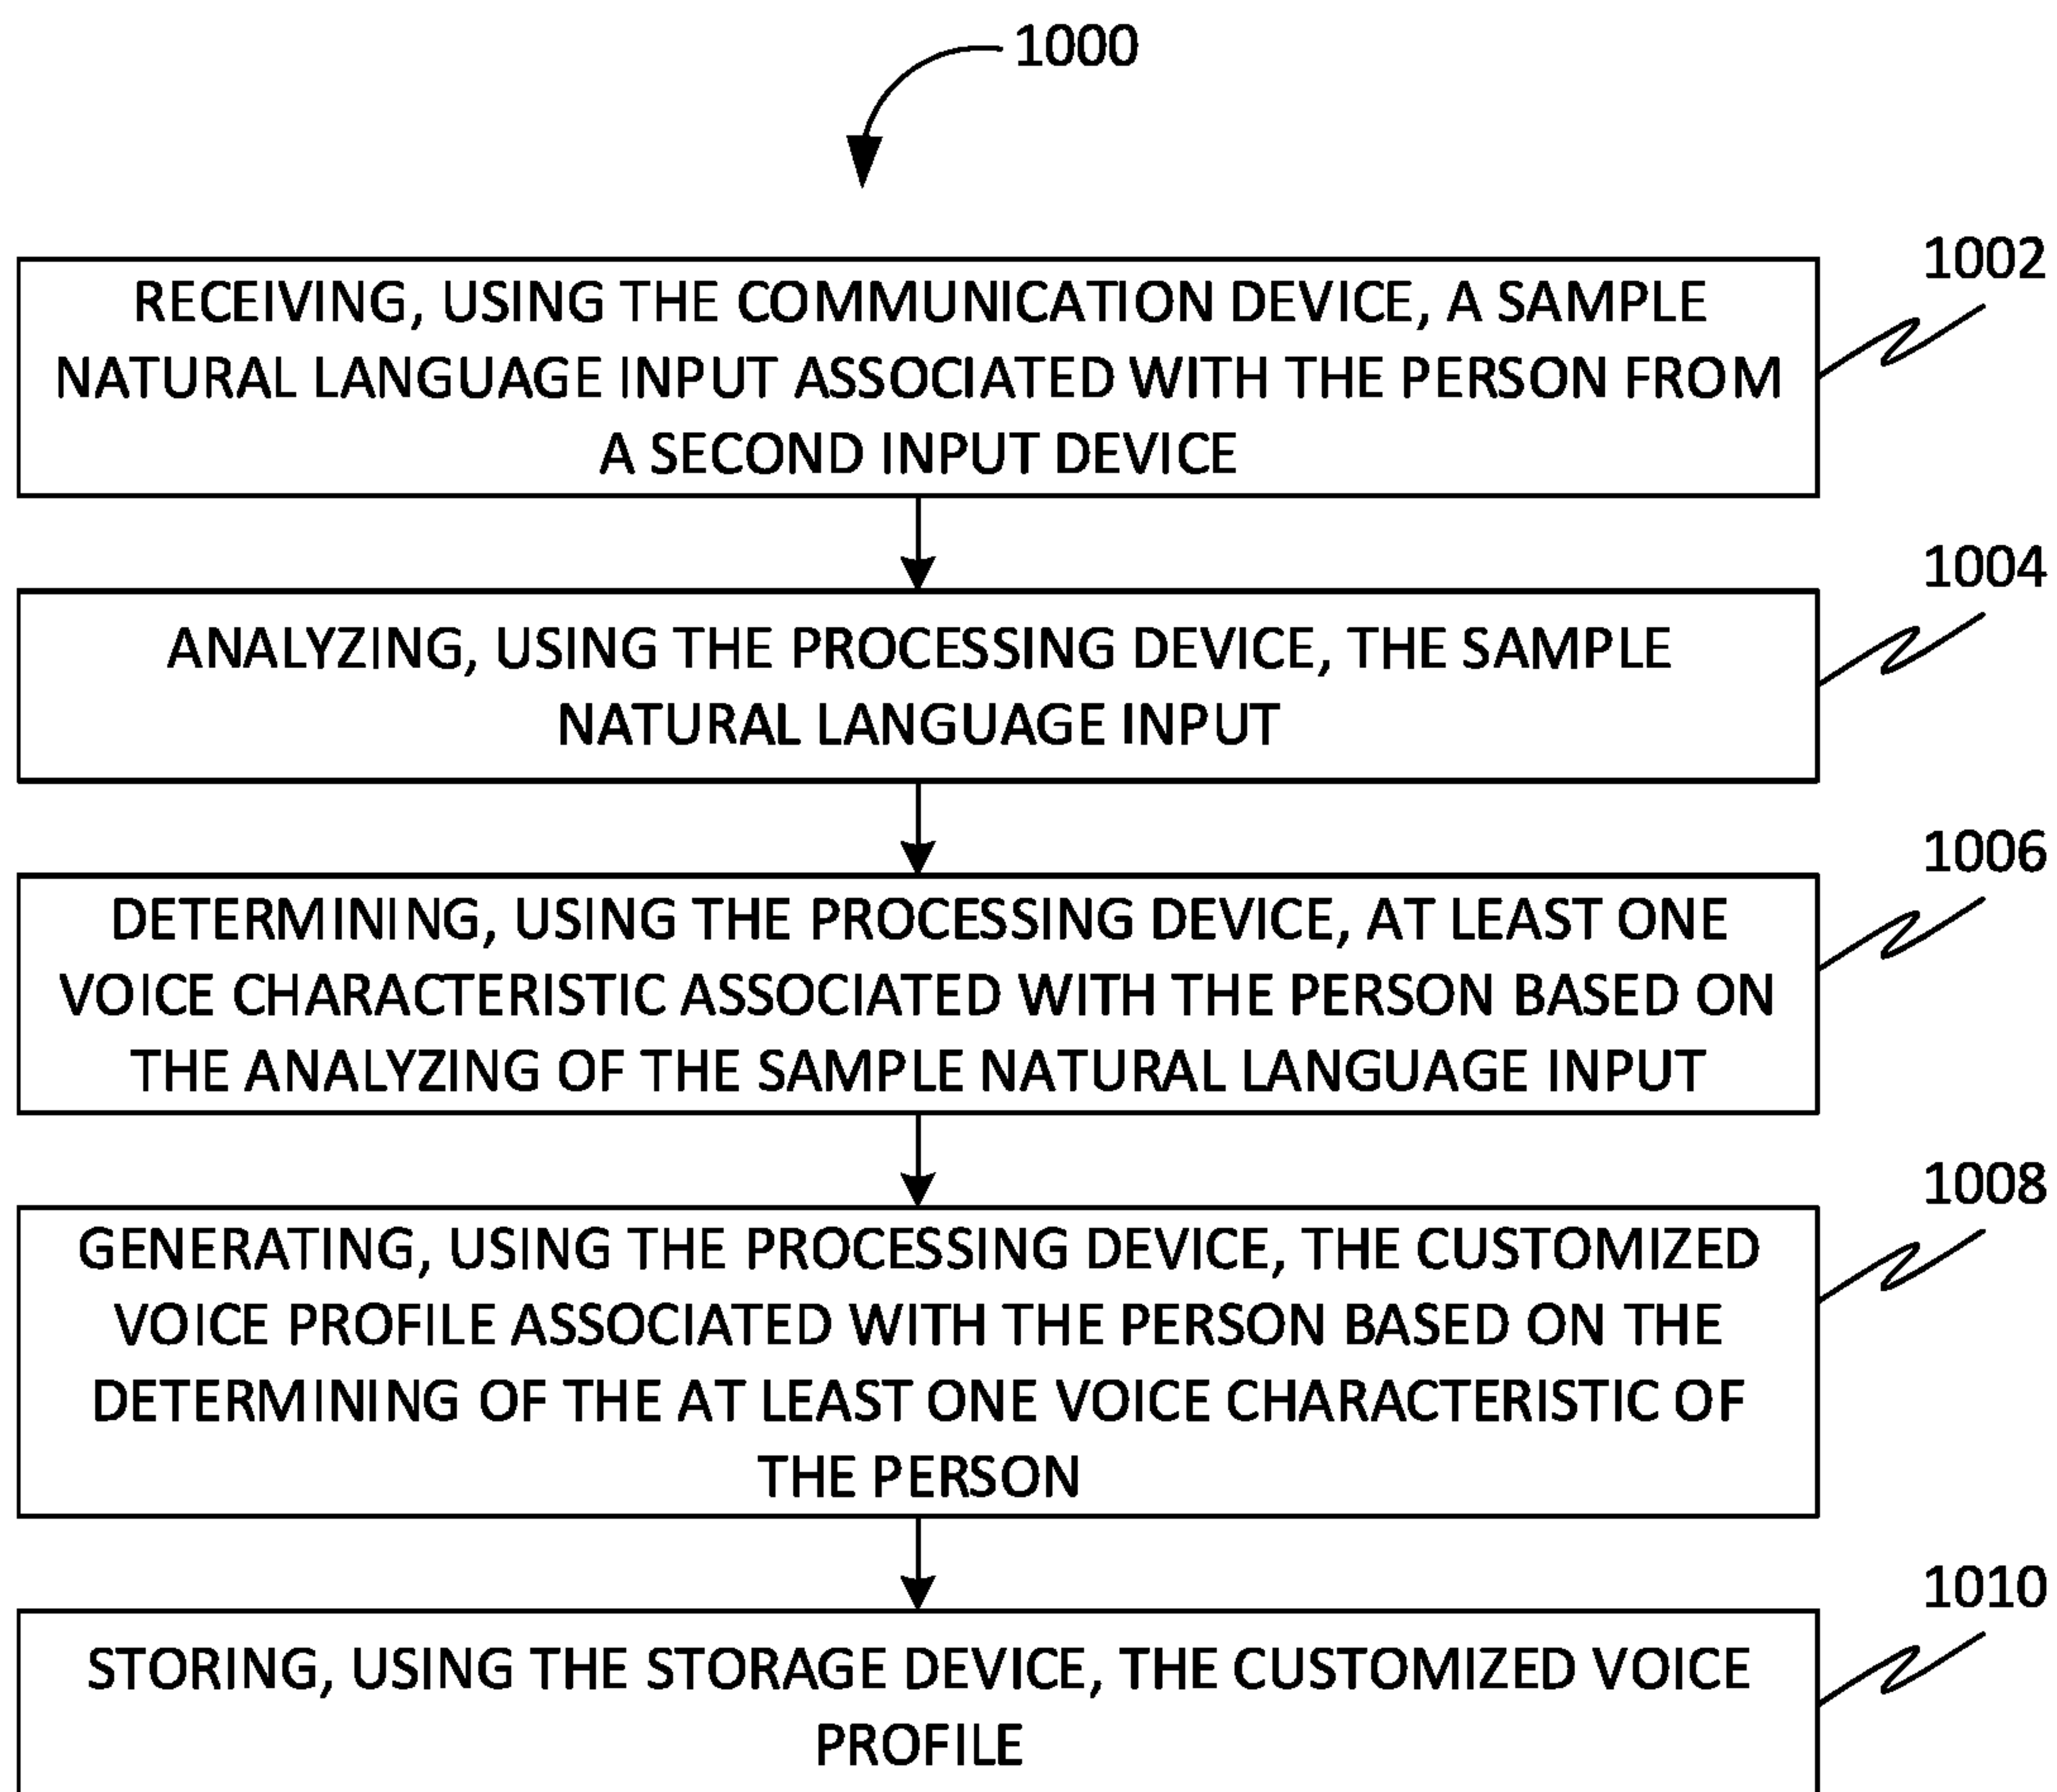 1000
1002
RECEIVING, USING THE COMMUNICATION DEVICE, A SAMPLE
NATURAL LANGUAGE INPUT ASSOCIATED WITH THE PERSON FROM
A SECOND INPUT DEVICE
1004
ANALYZING, USING THE PROCESSING DEVICE, THE SAMPLE
NATURAL LANGUAGE INPUT
1006
DETERMINING, USING THE PROCESSING DEVICE, AT LEAST ONE
VOICE CHARACTERISTIC ASSOCIATED WITH THE PERSON BASED ON
THE ANALYZING OF THE SAMPLE NATURAL LANGUAGE INPUT
1008
GENERATING, USING THE PROCESSING DEVICE, THE CUSTOMIZED
VOICE PROFILE ASSOCIATED WITH THE PERSON BASED ON THE
DETERMINING OF THE AT LEAST ONE VOICE CHARACTERISTIC OF
THE PERSON
1010
STORING, USING THE STORAGE DEVICE, THE CUSTOMIZED VOICE
PROFILE